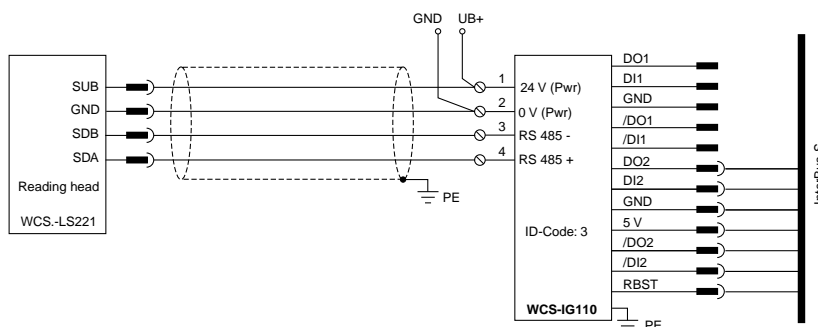 GND UB+
SUB
GND
SDB
SDA
Reading head
WCS.-LS221
PE
1
2
3
4
24 V (Pwr)
0 V (Pwr)
RS 485 -
RS 485 +
ID-Code: 3
WCS-IG110
PE
DO1
DI1
GND
/DO1
/DI1
DO2
DI2
GND
5 V
/DO2
/DI2
RBST
InterBus S